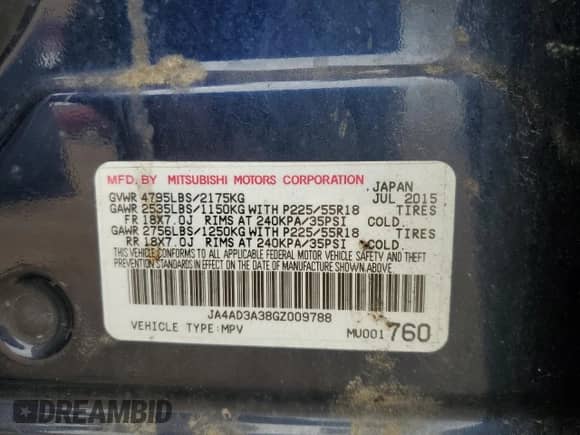 MFD. BY MITSUBISHI MOTORS CORPORATION JAPAN
GVWR 4795LBS/2175KG JUL 2015
GAWR 2535LBS/1150KG WITH P225/55R18 TIRES
FR 18X7.0J RIMS AT 240KPA/35PSI COLD.
GAWR 2756LBS/1250KG WITH P225/55R18 TIRES
RR 18X7.0J RIMS AT 240KPA/35PSI COLD.
THIS VEHICLE CONFORMS TO ALL APPLICABLE FEDERAL MOTOR VEHICLE SAFETY AND THEFT
PREVENTION STANDARDS IN EFFECT ON THE DATE OF MANUFACTURE SHOWN ABOVE.
JA4AD3A38GZ009788
VEHICLE TYPE:MPV MU001760
DREAMBID